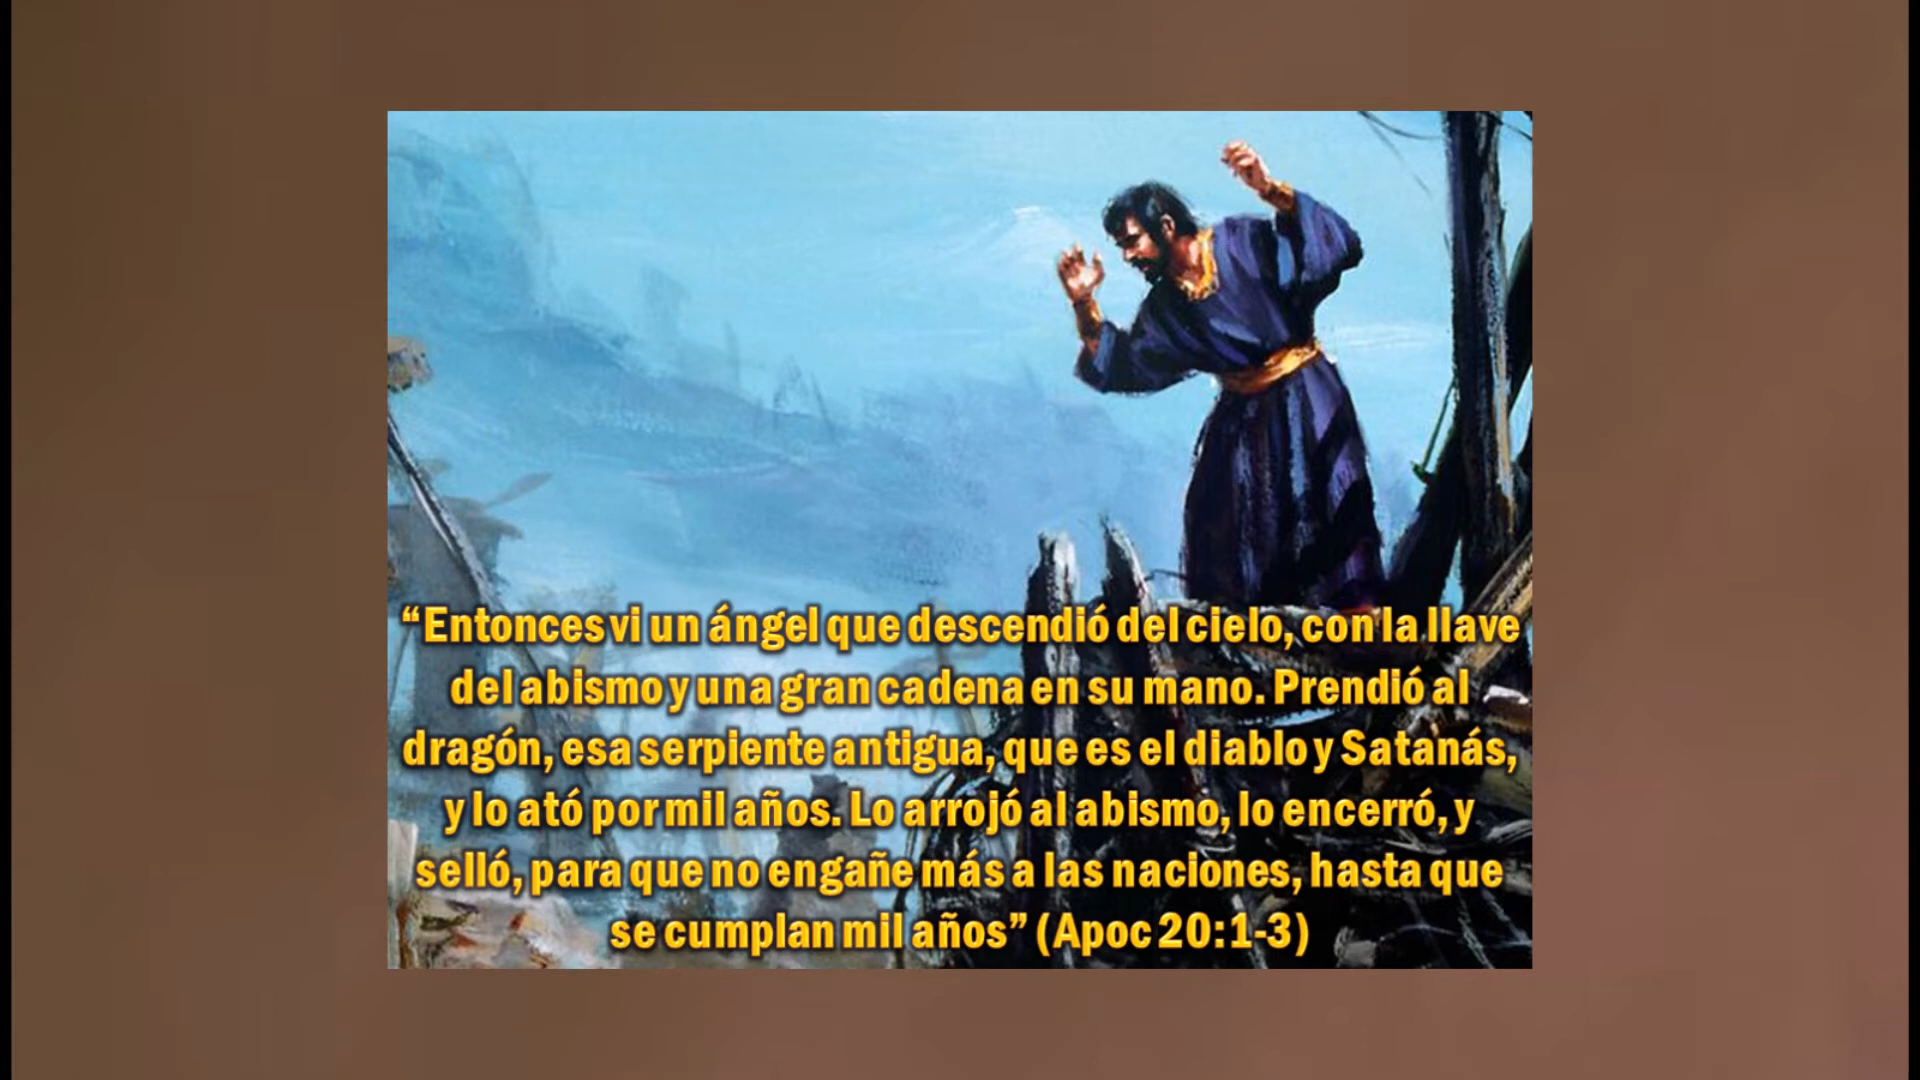 “Entonces vi un ángel que descendió del cielo, con la llave
del abismo y una gran cadena en su mano. Prendió al
dragón, esa serpiente antigua, que es el diablo y Satanás,
y lo ató por mil años. Lo arrojó al abismo, lo encerró, y
selló, para que no engañe más a las naciones, hasta que
se cumplan mil años” (Apoc 20:1-3)